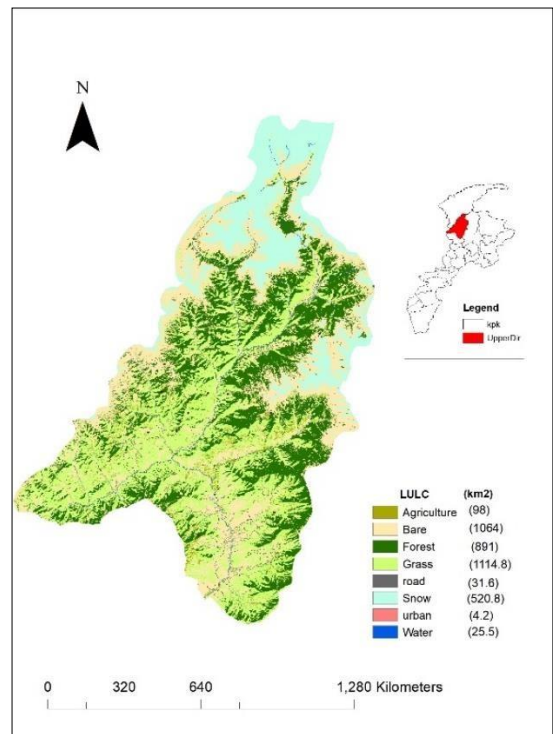 N
Legend
kpk
UpperDir
LULC (km2)
Agriculture (98)
Bare (1064)
Forest (891)
Grass (1114.8)
road (31.6)
Snow (520.8)
urban (4.2)
Water (25.5)
0 320 640 1,280 Kilometers